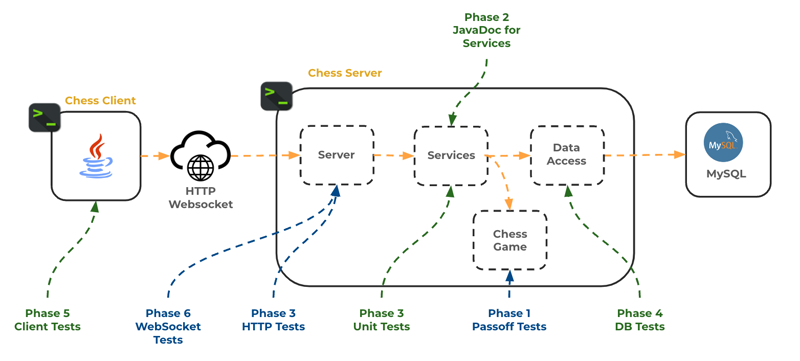 Phase 2
JavaDoc for
Services
Chess Server
Chess Client
>_
>_
HTTP
Websocket
Server
Services
Data
Access
MySQL
MySQL
Chess
Game
Phase 5
Client Tests
Phase 6
WebSocket
Tests
Phase 3
HTTP Tests
Phase 3
Unit Tests
Phase 1
Passoff Tests
Phase 4
DB Tests